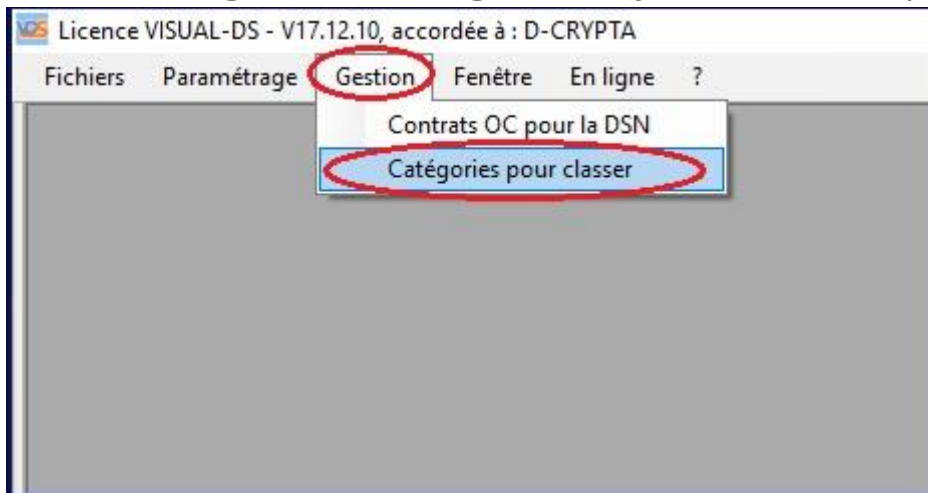 VDS Licence VISUAL-DS - V17.12.10, accordée à : D-CRYPTA
Fichiers Paramétrage Gestion Fenêtre En ligne ?
Contrats OC pour la DSN
Catégories pour classer